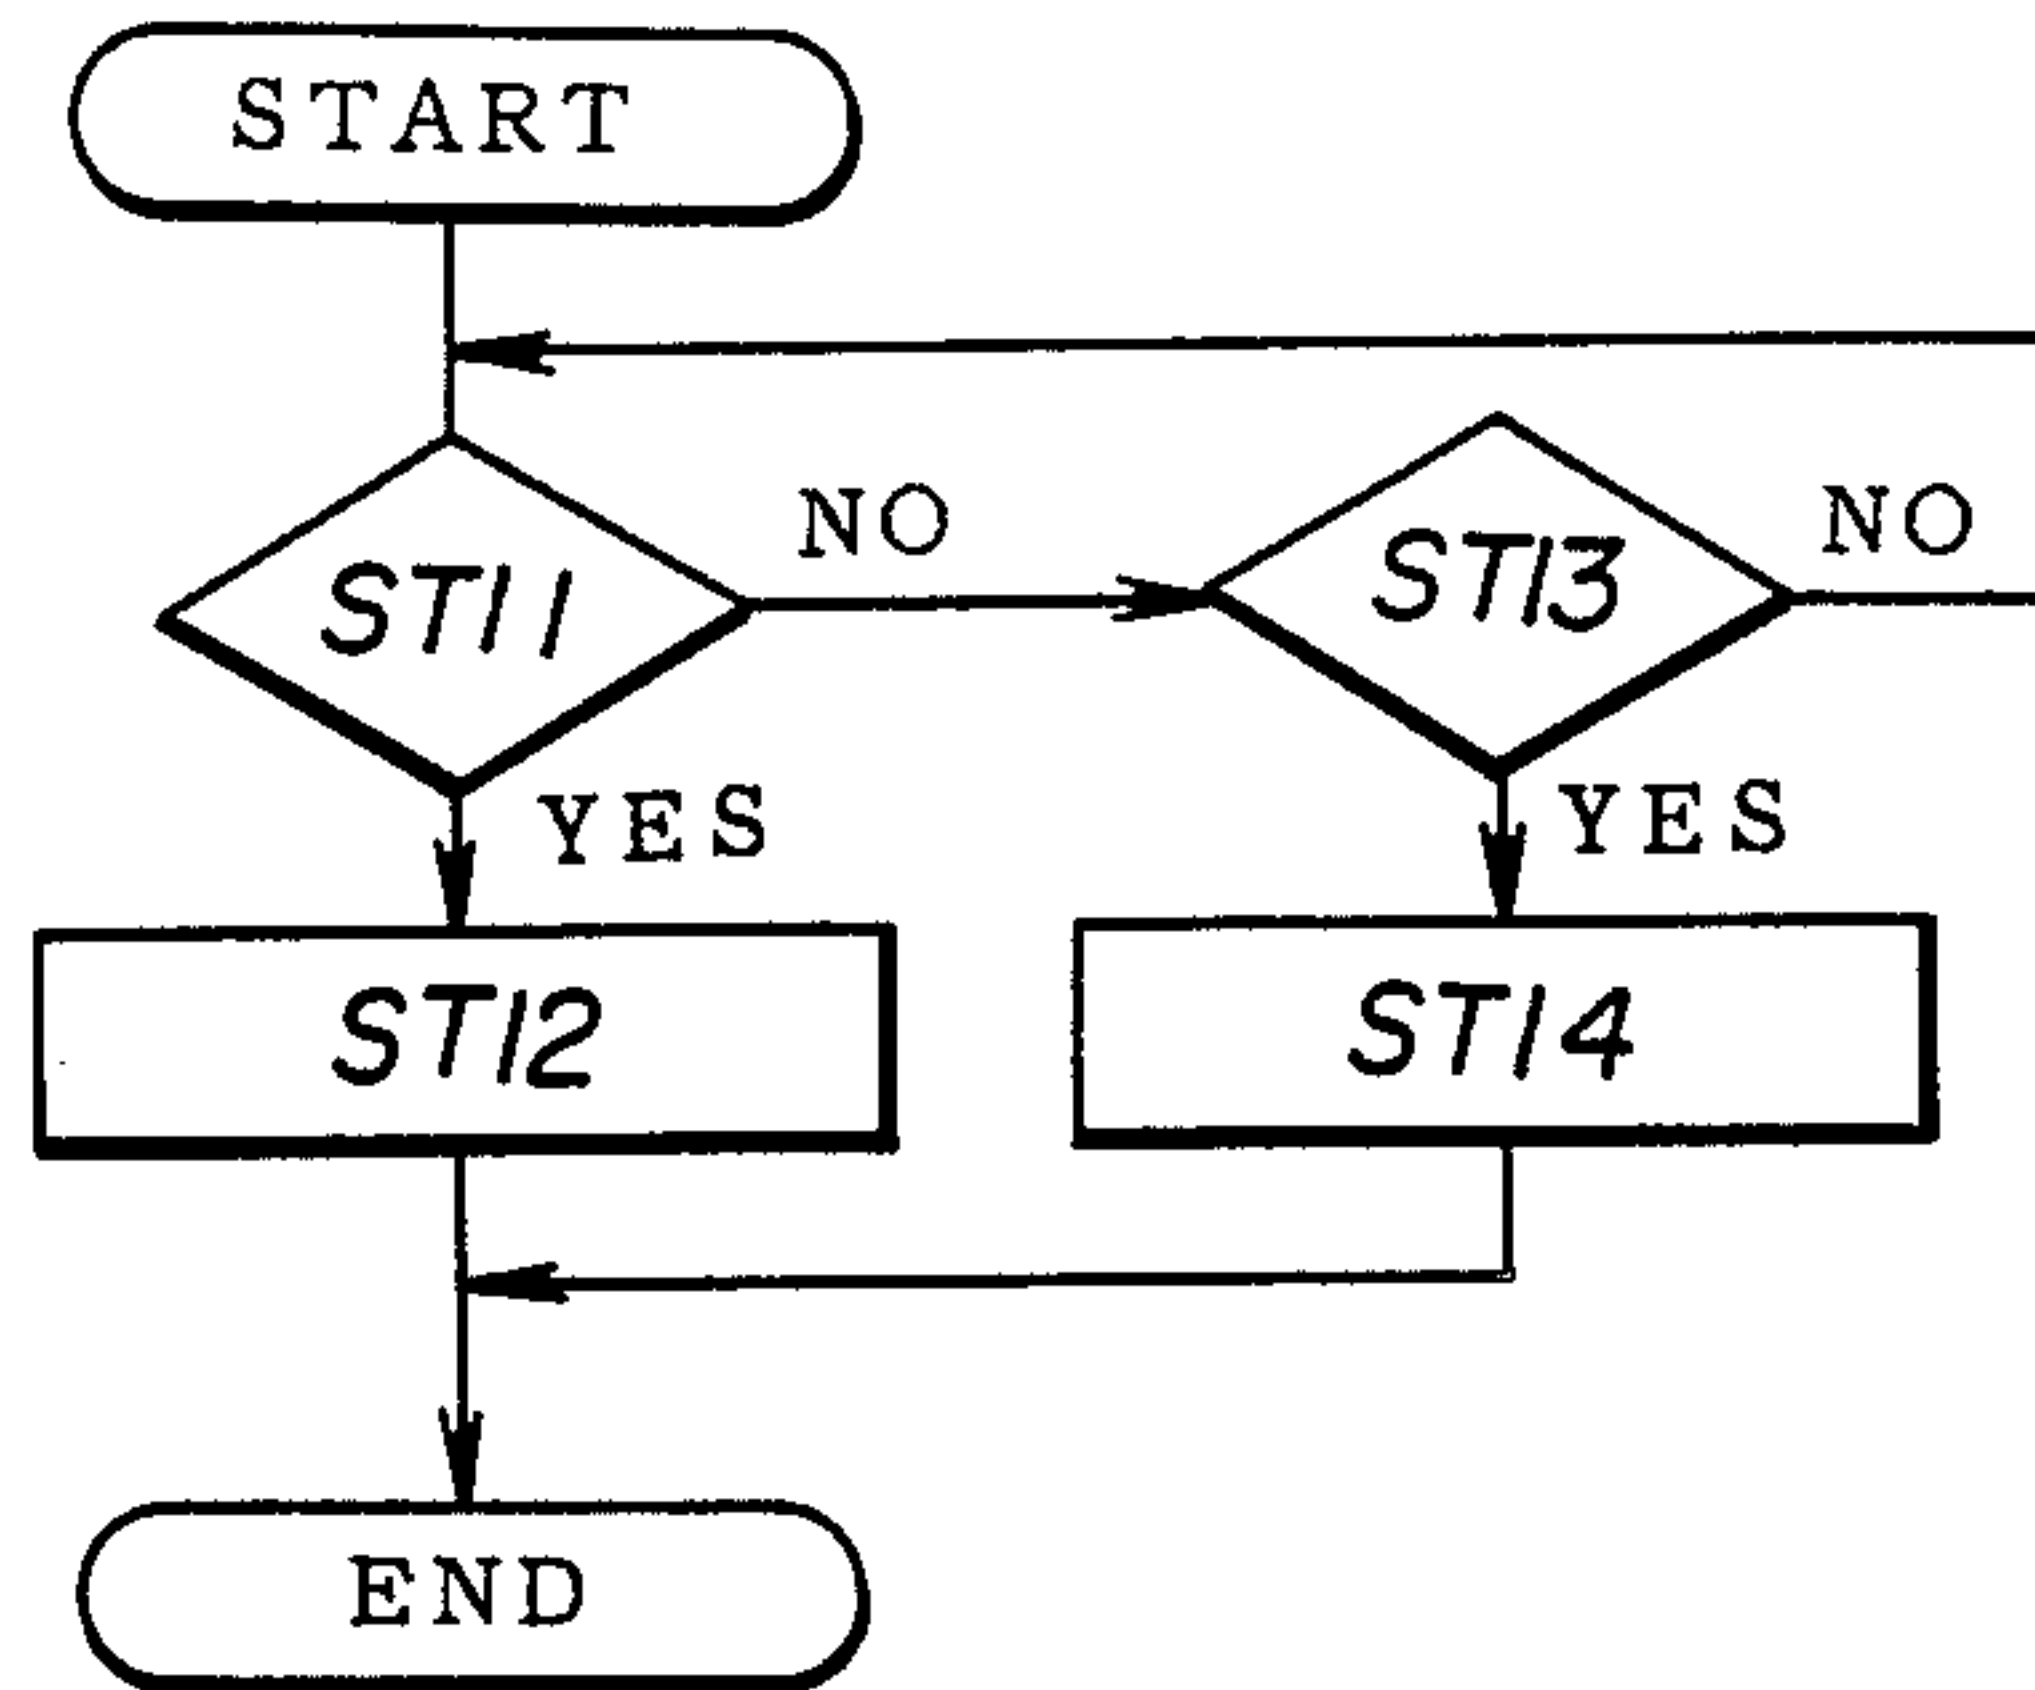 START
NO
NO
ST11
ST13
YES
YES
ST12
ST14
END